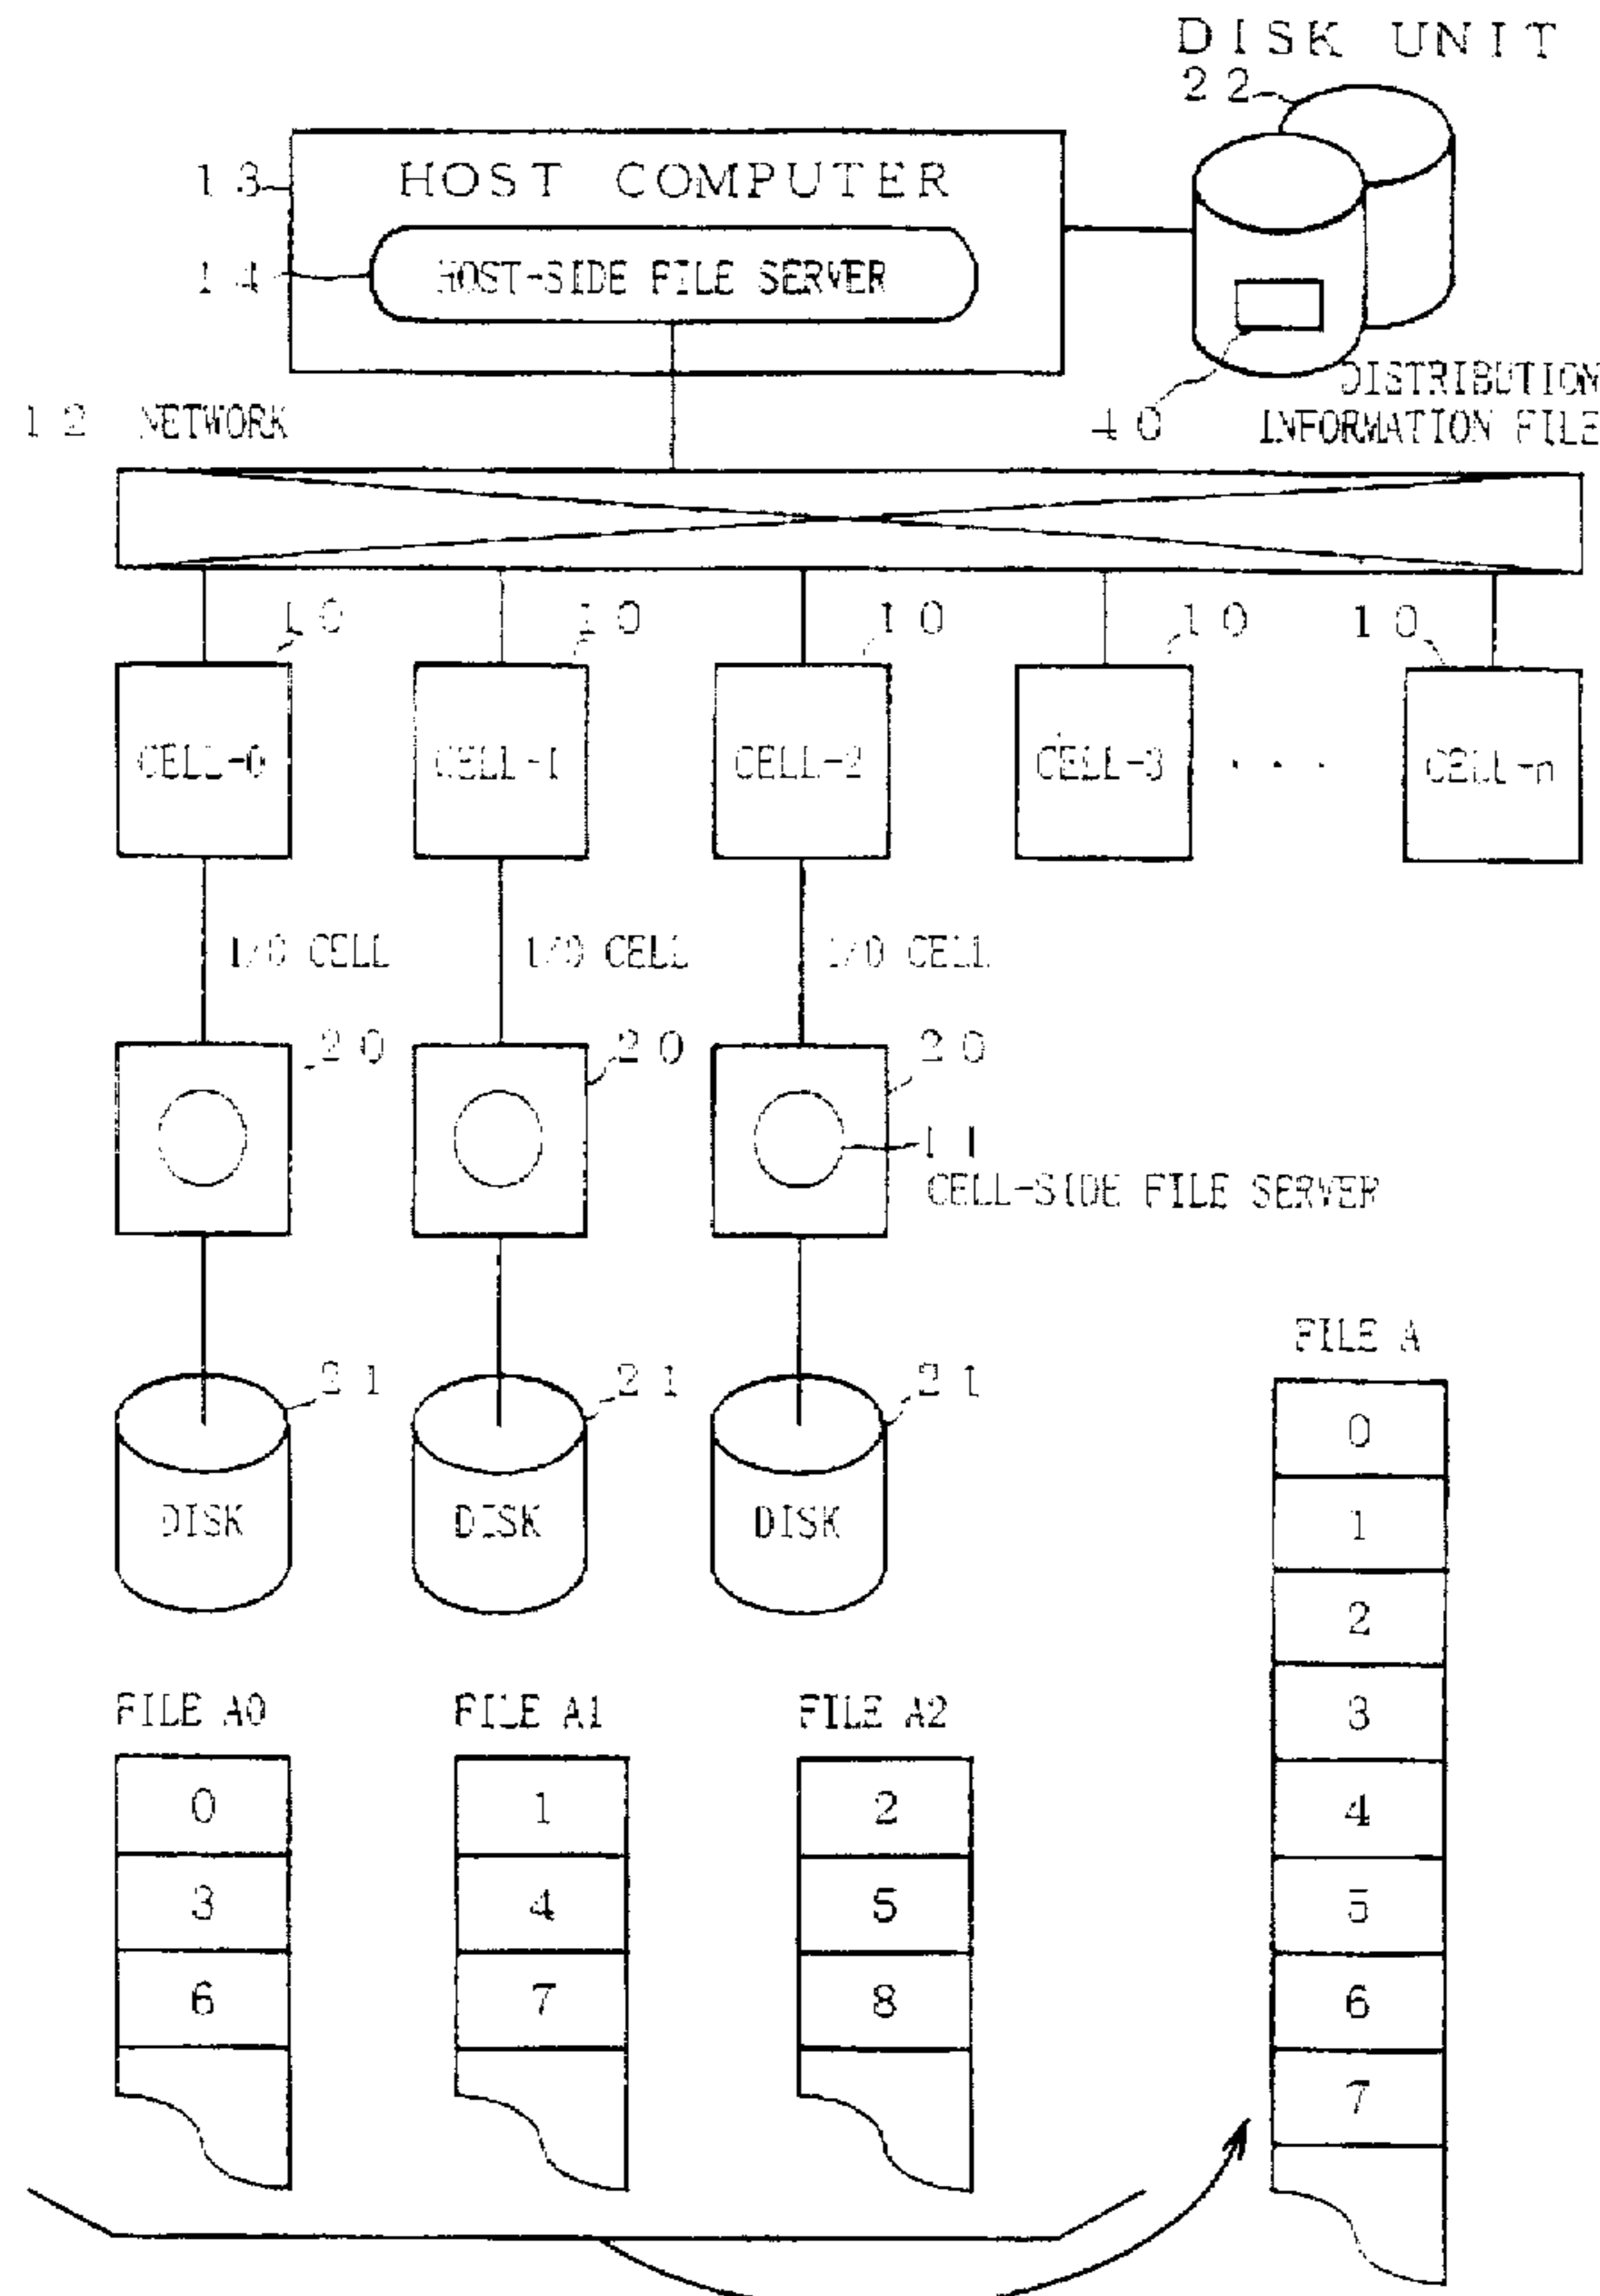 DISK UNIT
22
13 HOST COMPUTER
14 HOST-SIDE FILE SERVER
DISTRIBUTION
12 NETWORK 40 INFORMATION FILE
10 10 10 10 10
CELL-0 CELL-1 CELL-2 CELL-3 ... CELL-n
I/O CELL I/O CELL I/O CELL
20 20 20
11
CELL-SIDE FILE SERVER
FILE A
21 21 21
0
DISK DISK DISK 1
2
FILE A0 FILE A1 FILE A2 3
0 1 2 4
3 4 5 5
6 7 8 6
7